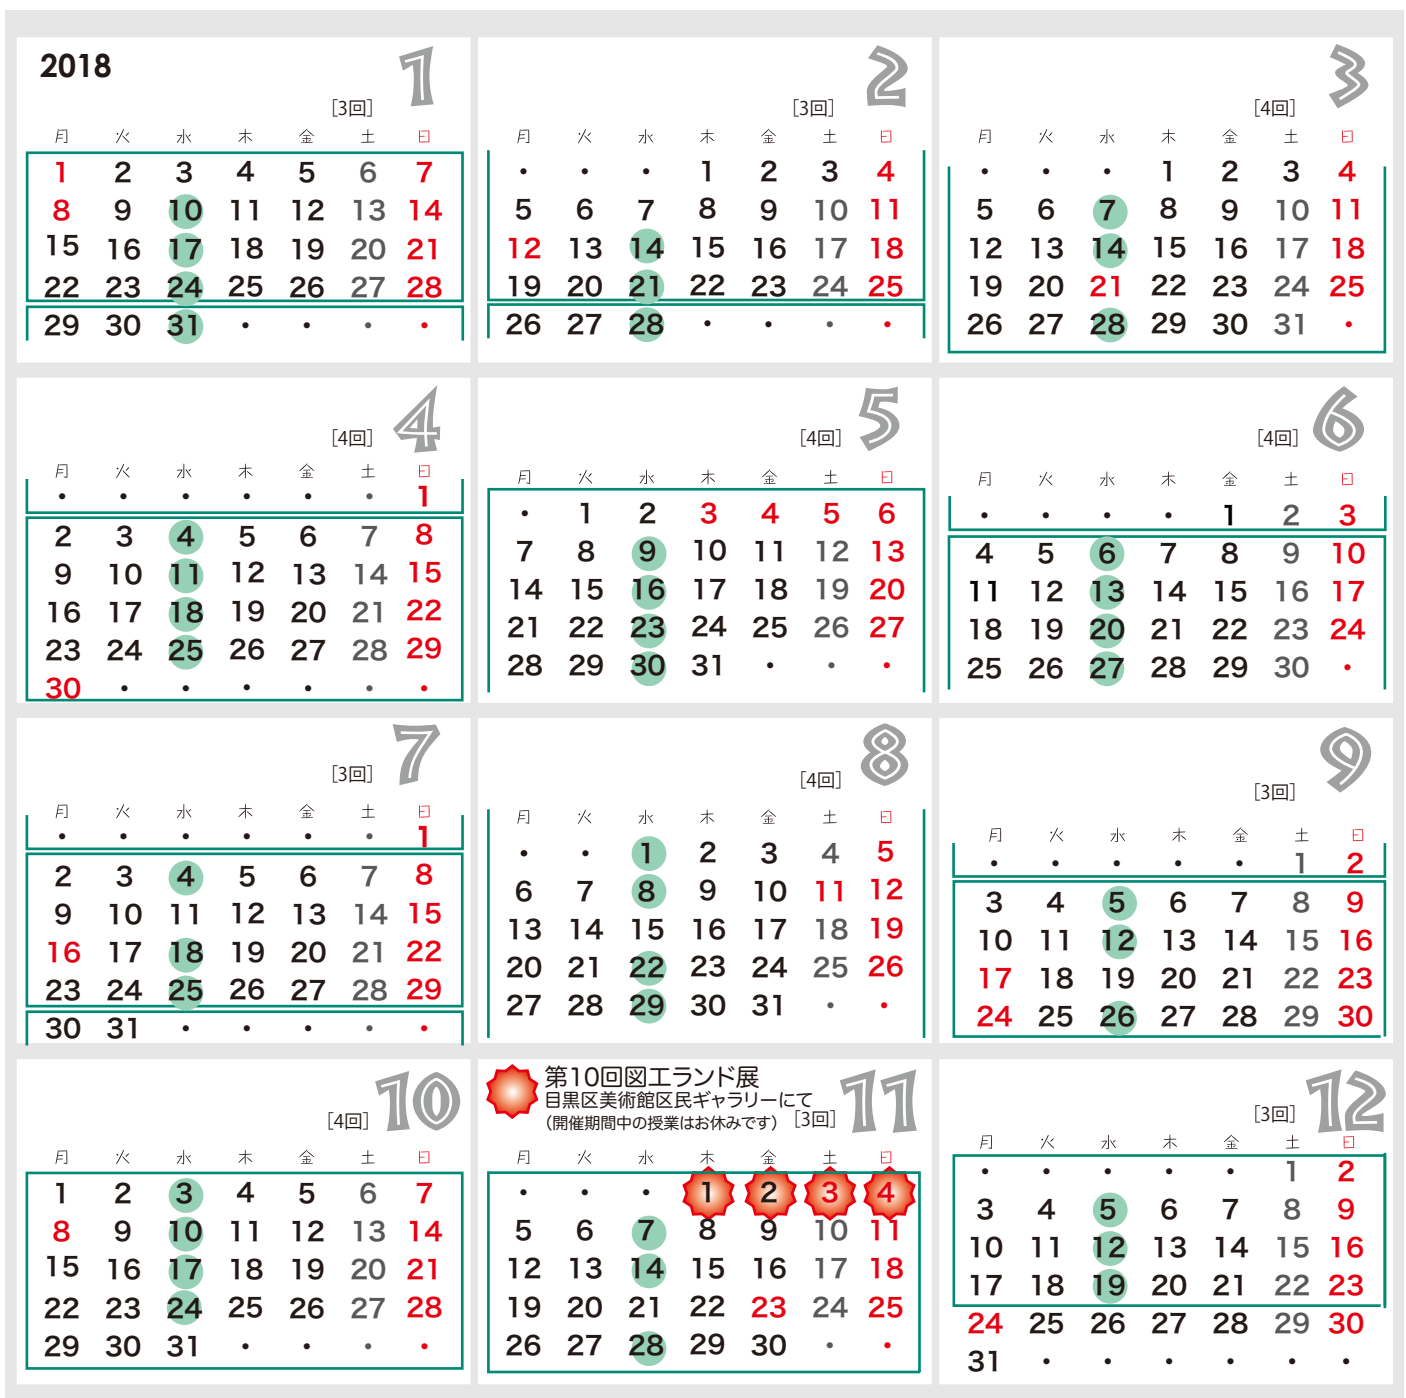 2018
1
[3回]
月 火 水 木 金 土 日
1 2 3 4 5 6 7
8 9 10 11 12 13 14
15 16 17 18 19 20 21
22 23 24 25 26 27 28
29 30 31 • • • •
2
[3回]
月 火 水 木 金 土 日
• • • 1 2 3 4
5 6 7 8 9 10 11
12 13 14 15 16 17 18
19 20 21 22 23 24 25
26 27 28 • • • •
3
[4回]
月 火 水 木 金 土 日
• • • 1 2 3 4
5 6 7 8 9 10 11
12 13 14 15 16 17 18
19 20 21 22 23 24 25
26 27 28 29 30 31 •
4
[4回]
月 火 水 木 金 土 日
• • • • • • 1
2 3 4 5 6 7 8
9 10 11 12 13 14 15
16 17 18 19 20 21 22
23 24 25 26 27 28 29
30 • • • • • •
5
[4回]
月 火 水 木 金 土 日
• 1 2 3 4 5 6
7 8 9 10 11 12 13
14 15 16 17 18 19 20
21 22 23 24 25 26 27
28 29 30 31 • • •
6
[4回]
月 火 水 木 金 土 日
• • • • 1 2 3
4 5 6 7 8 9 10
11 12 13 14 15 16 17
18 19 20 21 22 23 24
25 26 27 28 29 30 •
7
[3回]
月 火 水 木 金 土 日
• • • • • • 1
2 3 4 5 6 7 8
9 10 11 12 13 14 15
16 17 18 19 20 21 22
23 24 25 26 27 28 29
30 31 • • • • •
8
[4回]
月 火 水 木 金 土 日
• • 1 2 3 4 5
6 7 8 9 10 11 12
13 14 15 16 17 18 19
20 21 22 23 24 25 26
27 28 29 30 31 • •
9
[3回]
月 火 水 木 金 土 日
• • • • • 1 2
3 4 5 6 7 8 9
10 11 12 13 14 15 16
17 18 19 20 21 22 23
24 25 26 27 28 29 30
10
[4回]
月 火 水 木 金 土 日
1 2 3 4 5 6 7
8 9 10 11 12 13 14
15 16 17 18 19 20 21
22 23 24 25 26 27 28
29 30 31 • • • •
第10回図工ランド展
目黒区美術館区民ギャラリーにて
(開催期間中の授業はお休みです)
[3回]
11
月 火 水 木 金 土 日
• • • 1 2 3 4
5 6 7 8 9 10 11
12 13 14 15 16 17 18
19 20 21 22 23 24 25
26 27 28 29 30 • •
12
[3回]
月 火 水 木 金 土 日
• • • • • 1 2
3 4 5 6 7 8 9
10 11 12 13 14 15 16
17 18 19 20 21 22 23
24 25 26 27 28 29 30
31 • • • • • •